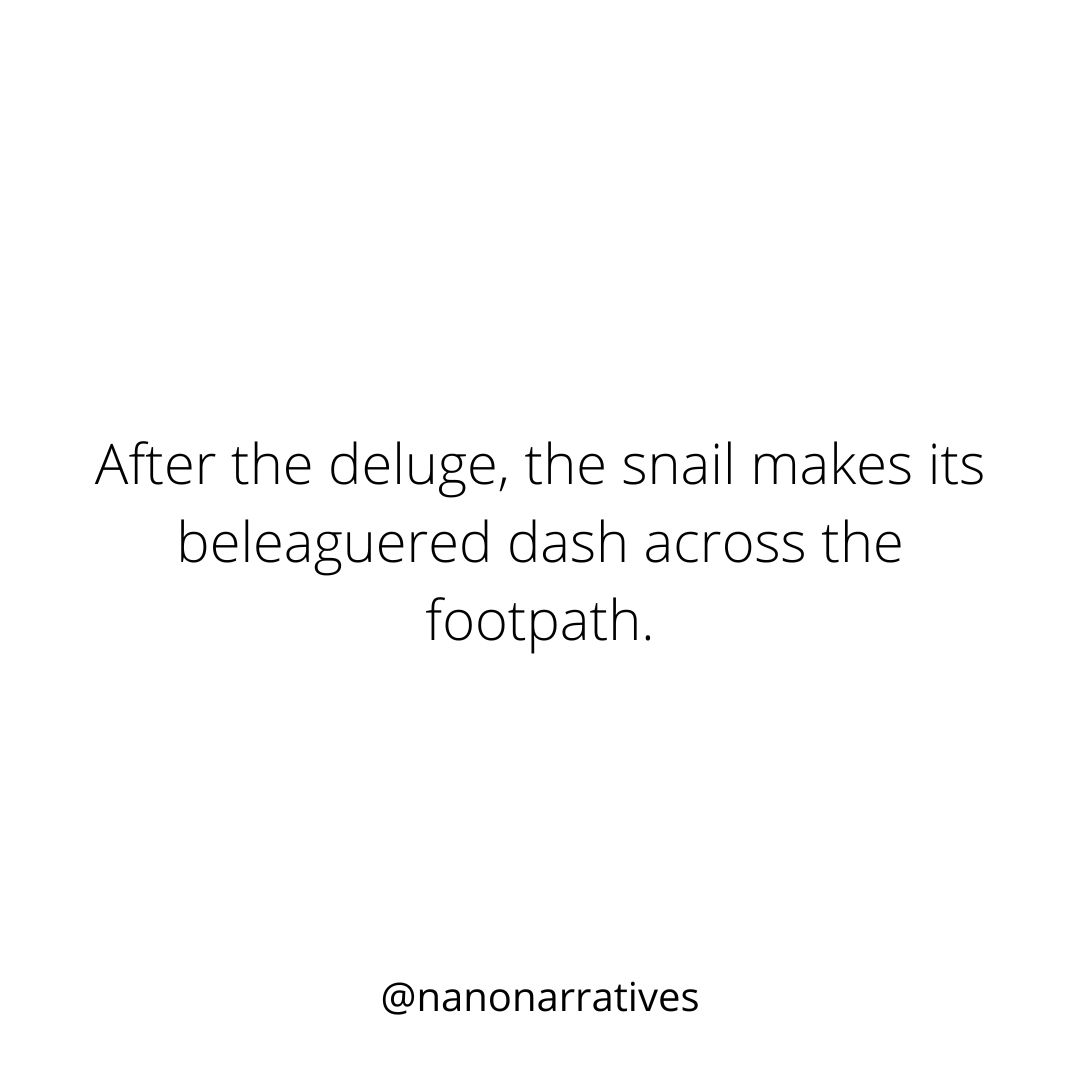 After the deluge, the snail makes its
beleaguered dash across the
footpath.
@nanonarratives